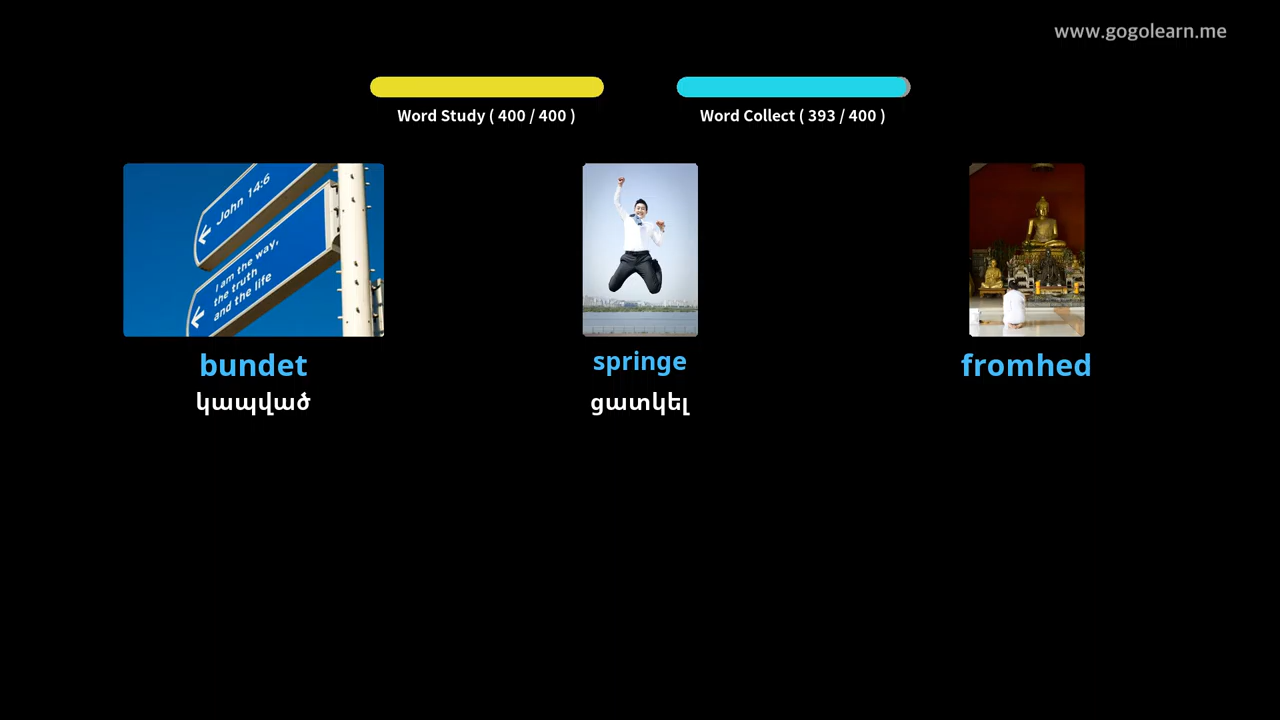 www.gogolearn.me
Word Study ( 400 / 400 )
Word Collect ( 393 / 400 )
John 14:6
I am the way,
the truth
and the life
bundet
կապված
springe
ցատկել
fromhed